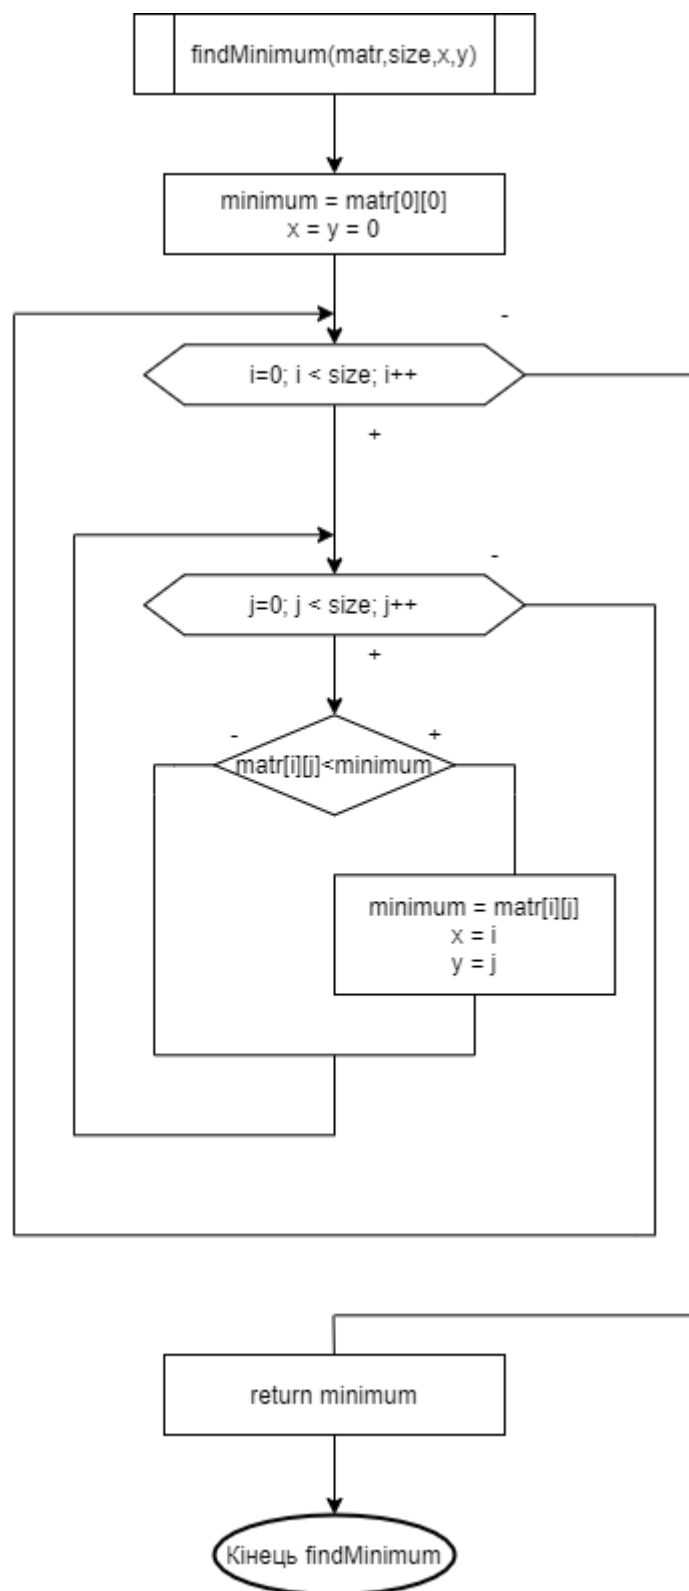 findMinimum(matr,size,x,y)
minimum = matr[0][0]
x = y = 0
-
i=0; i < size; i++
+
-
j=0; j < size; j++
+
- +
matr[i][j]<minimum
minimum = matr[i][j]
x = i
y = j
return minimum
Кінець findMinimum